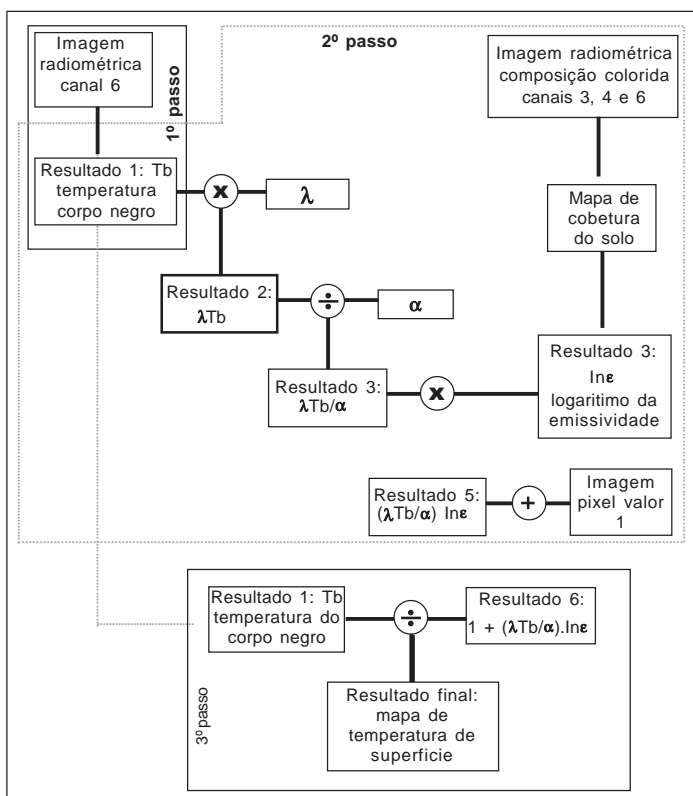 Imagem
radiométrica
canal 6
1º passo
2º passo
Imagem radiométrica
composição colorida
canais 3, 4 e 6
Resultado 1: Tb
temperatura
corpo negro
x
λ
Mapa de
cobetura
do solo
Resultado 2:
λTb
÷
α
Resultado 3:
λTb/α
x
Resultado 3:
lnε
logaritimo da
emissividade
Resultado 5:
(λTb/α) lnε
+
Imagem
pixel valor
1
3º passo
Resultado 1: Tb
temperatura do
corpo negro
÷
Resultado 6:
1 + (λTb/α).lnε
Resultado final:
mapa de
temperatura de
superfície